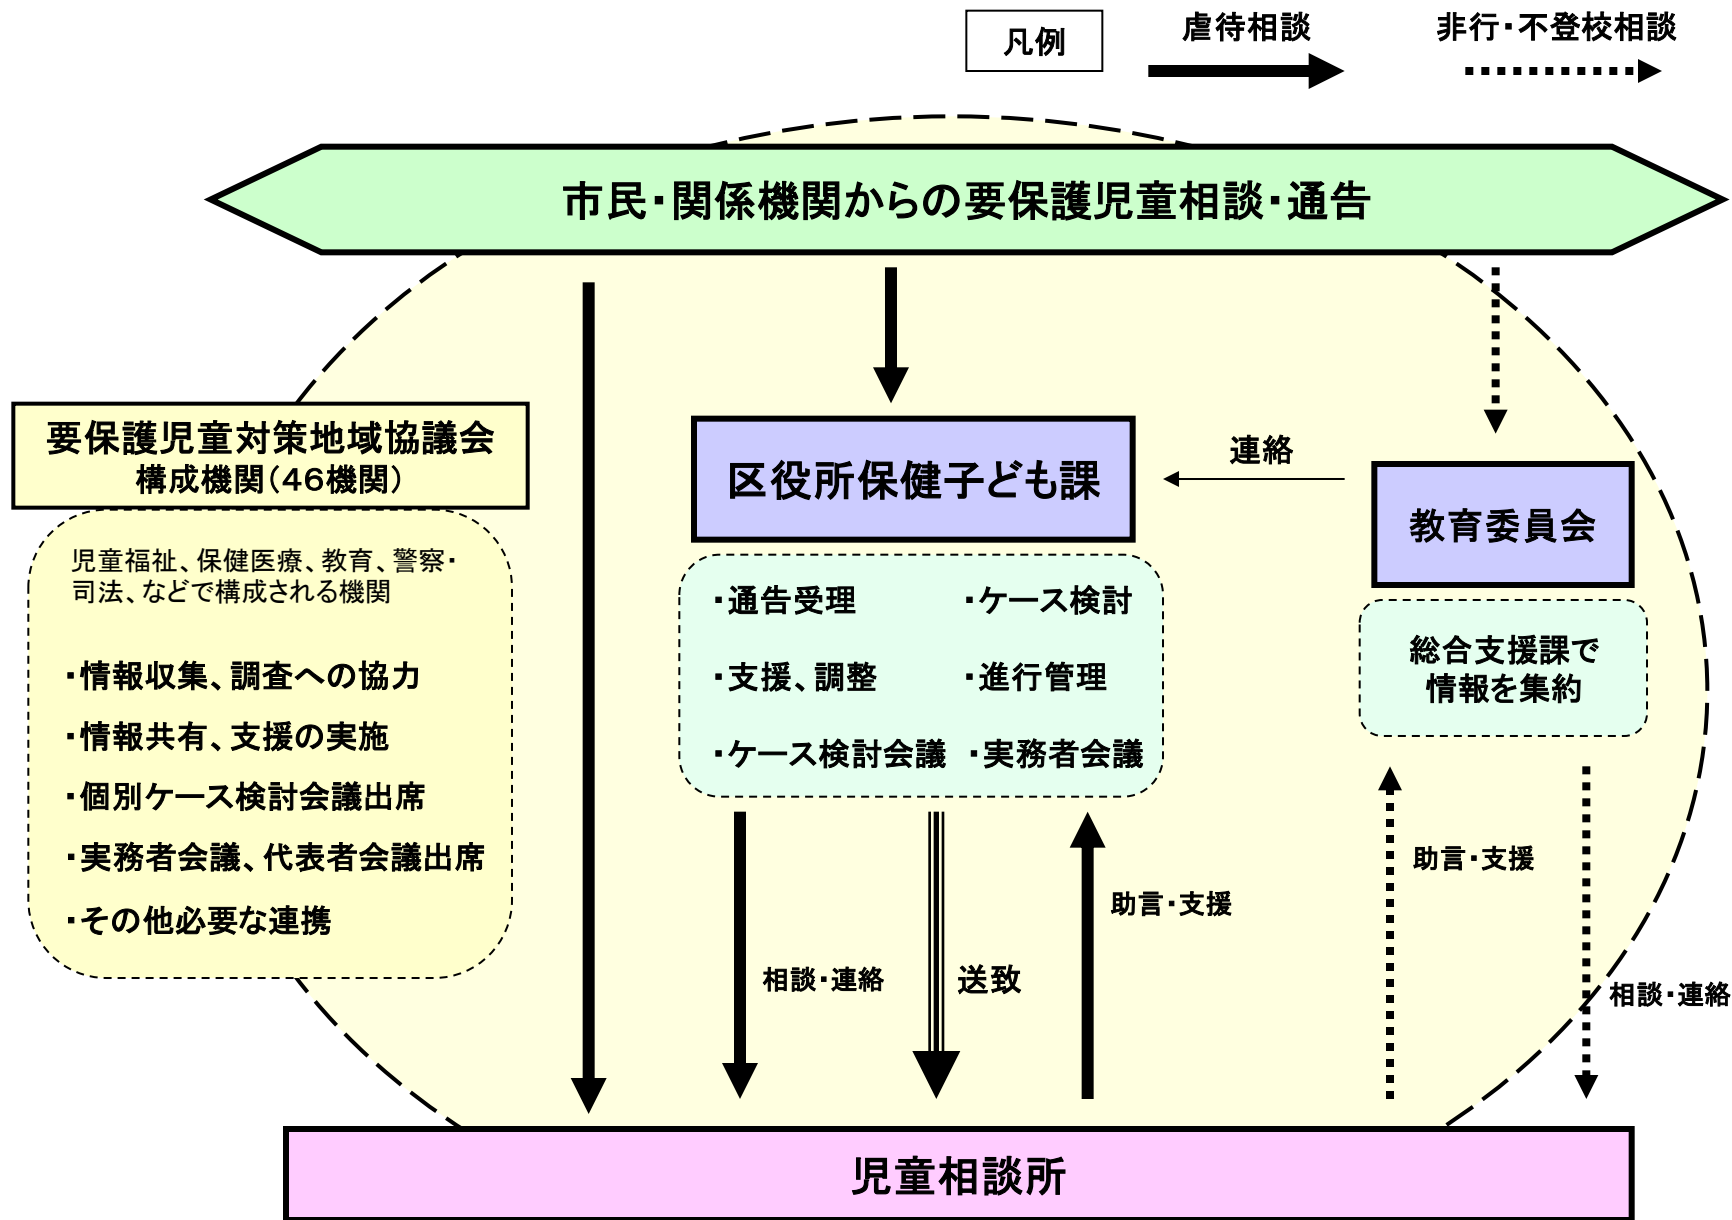 凡例
虐待相談
非行・不登校相談
市民・関係機関からの要保護児童相談・通告
要保護児童対策地域協議会
構成機関（４６機関）
児童福祉、保健医療、教育、警察・
司法、などで構成される機関
・情報収集、調査への協力
・情報共有、支援の実施
・個別ケース検討会議出席
・実務者会議、代表者会議出席
・その他必要な連携
区役所保健子ども課
・通告受理
・ケース検討
・支援、調整
・進行管理
・ケース検討会議
・実務者会議
連絡
教育委員会
総合支援課で
情報を集約
相談・連絡
送致
助言・支援
助言・支援
相談・連絡
児童相談所